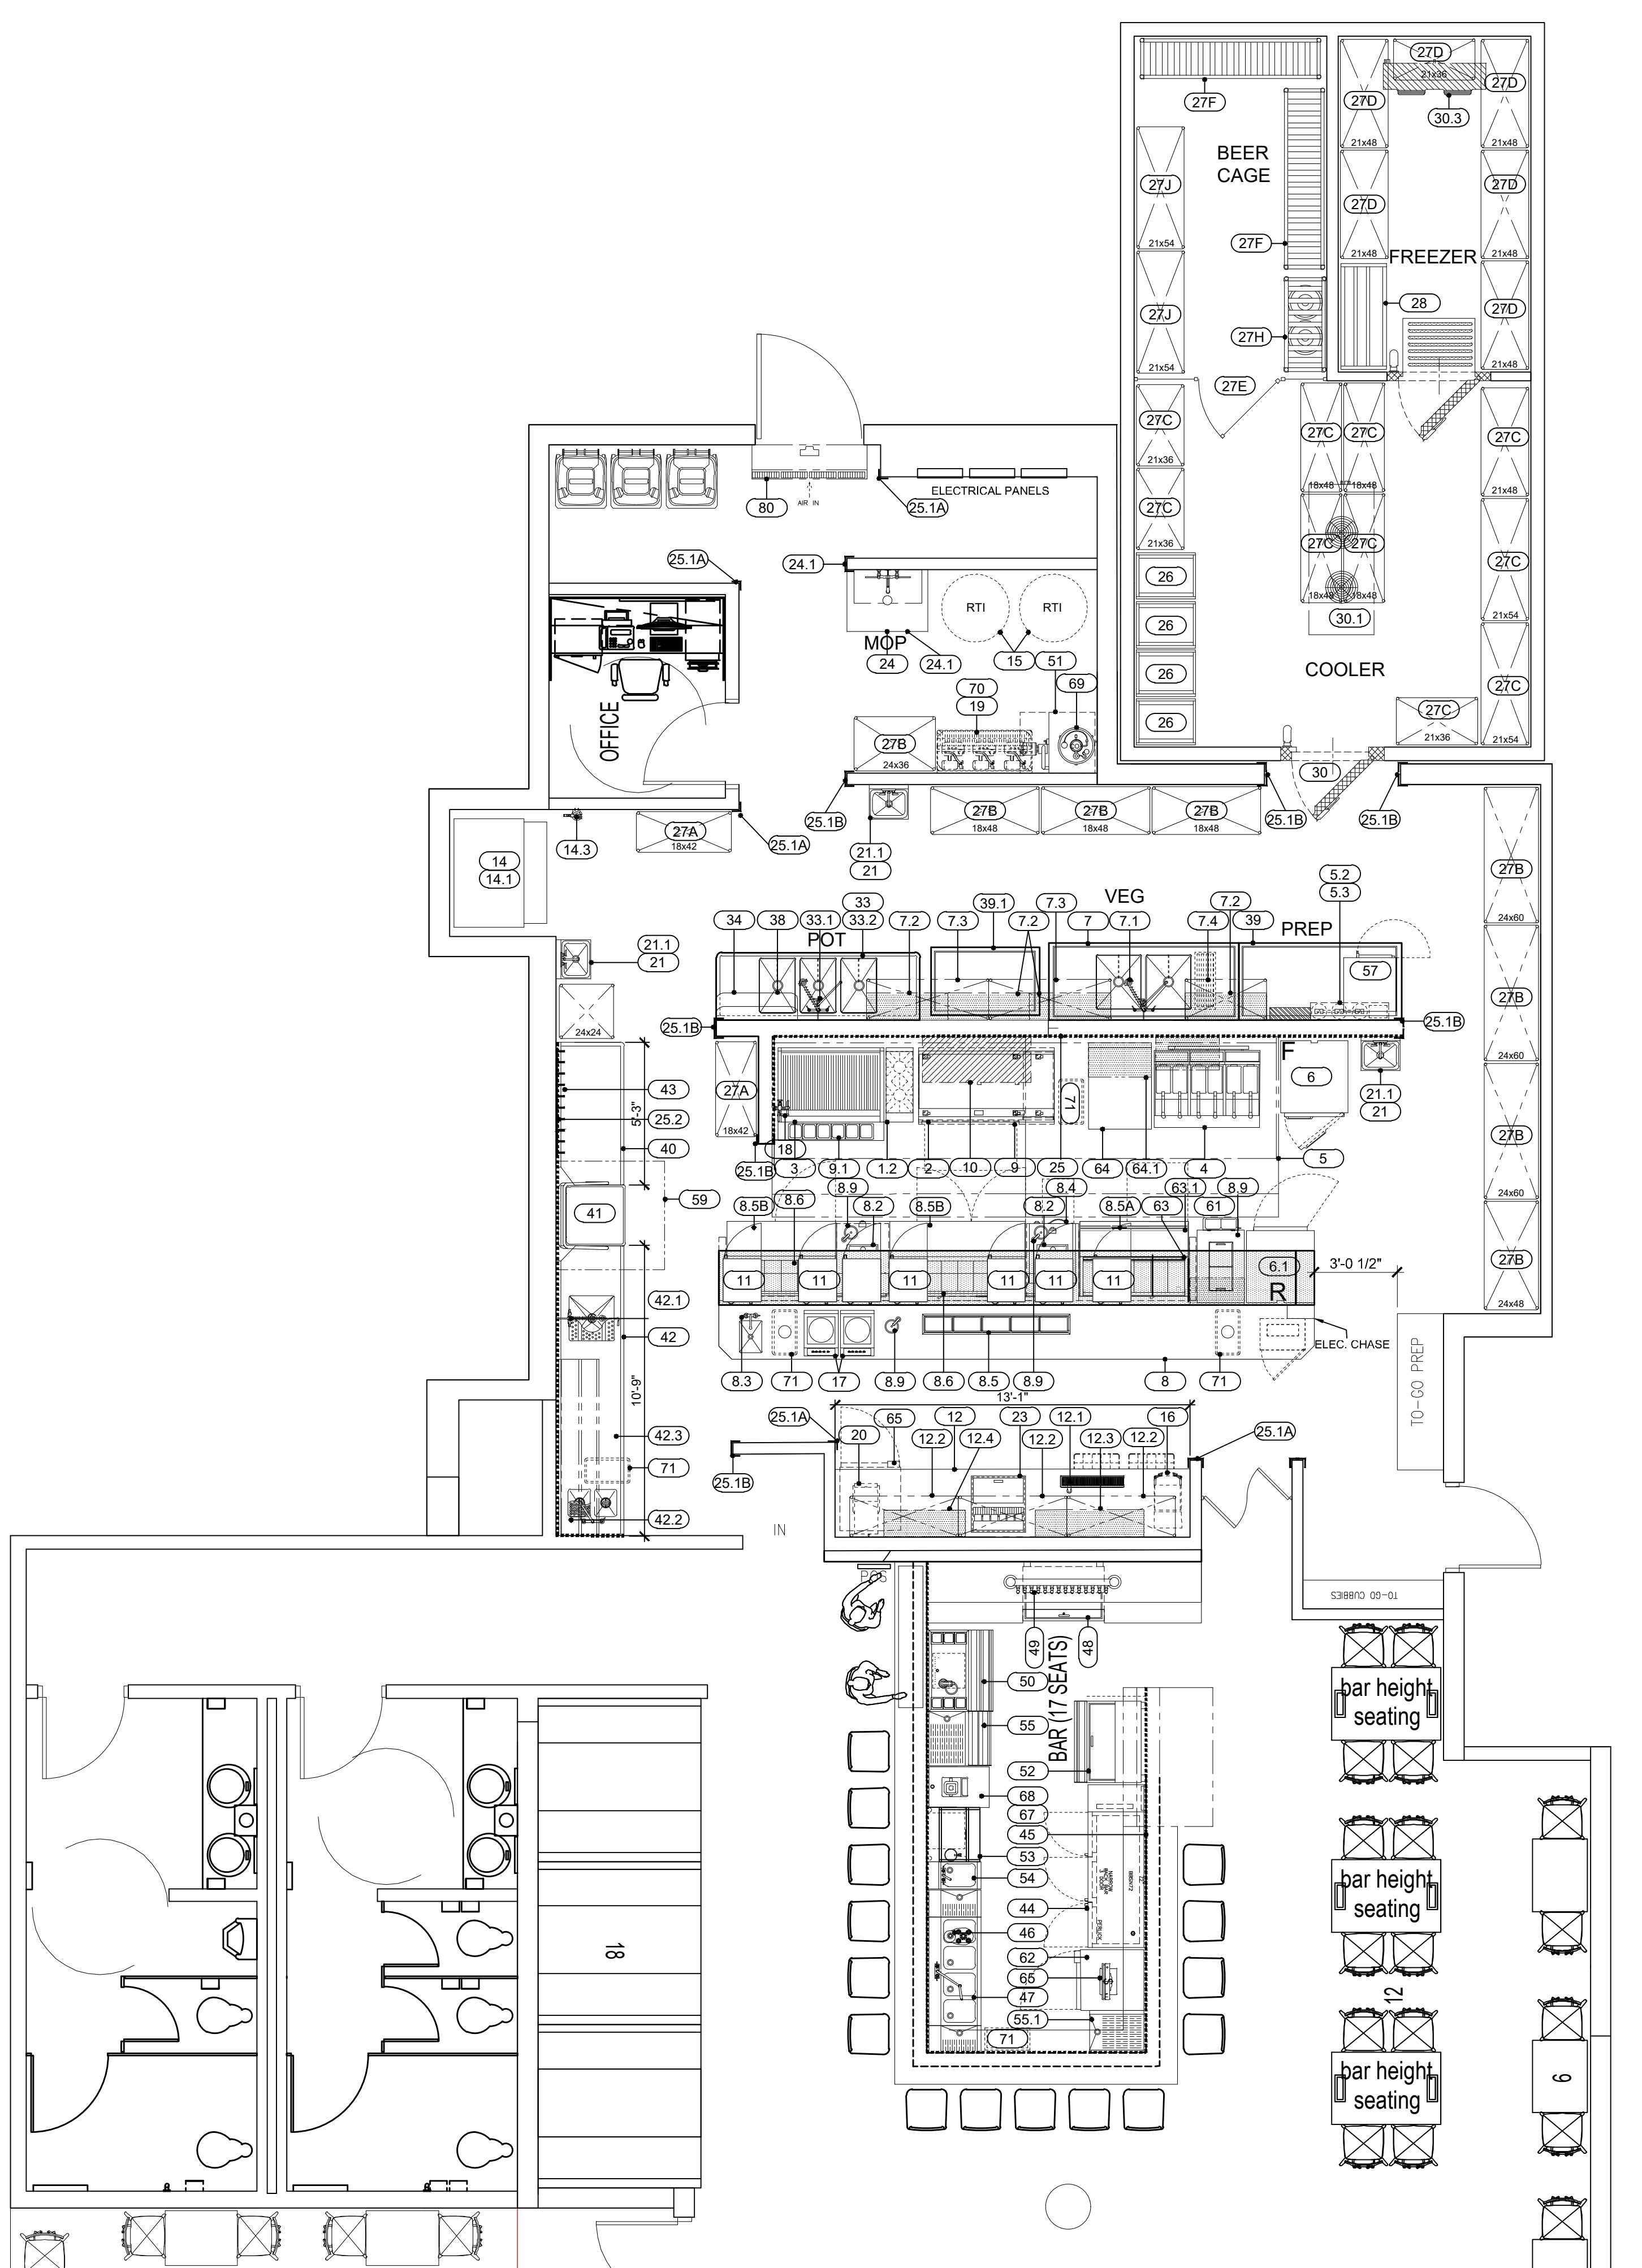 27D
21x36
27D
27D
30.3
27F
21x48
21x48
BEER
CAGE
27J
27D
27D
21x54
27F
21x48
21x48
FREEZER
27J
28
27D
27H
21x54
21x48
27E
27C
27C
27C
27C
21x36
18x48
18x48
21x48
ELECTRICAL PANELS
80
AIR IN
25.1A
27C
21x36
27C
27C
27C
25.1A
24.1
26
RTI
RTI
18x48
18x48
30.1
21x54
26
MOP
24
24.1
15
51
COOLER
26
70
19
69
27C
27C
OFFICE
26
21x36
21x54
27B
24x36
30
25.1B
25.1B
25.1B
27A
18x42
14.3
25.1A
27B
18x48
27B
18x48
27B
18x48
21.1
21
14
14.1
27B
24x60
5.2
5.3
VEG
33
33.2
34
38
33.1
7.2
7.3
39.1
7.2
7.3
7
7.1
7.4
7.2
39
PREP
POT
21.1
21
57
24x24
27B
24x60
25.1B
25.1B
F
6
43
27A
71
21.1
21
5'-3"
25.2
18x42
27B
24x60
40
18
25.1B
3
9.1
1.2
2
10
9
25
64
64.1
4
5
8.9
8.4
63.1
59
8.5B
8.6
8.2
8.5B
8.2
8.5A
63
61
8.9
41
27B
24x60
11
11
11
11
11
11
6.1
R
3'-0 1/2"
27B
24x48
42.1
42
ELEC. CHASE
8.3
71
17
8.9
8.6
8.5
8.9
8
71
TO-GO PREP
10'-9"
13'-1"
25.1A
65
12
23
12.1
16
25.1A
20
12.2
12.4
12.2
12.3
12.2
42.3
71
25.1B
42.2
IN
POS
TO-GO CUBBIES
49
48
BAR (17 SEATS)
50
bar height
seating
55
52
68
67
45
53
54
bar height
seating
44
46
62
65
47
55.1
71
18
12
bar height
seating
6